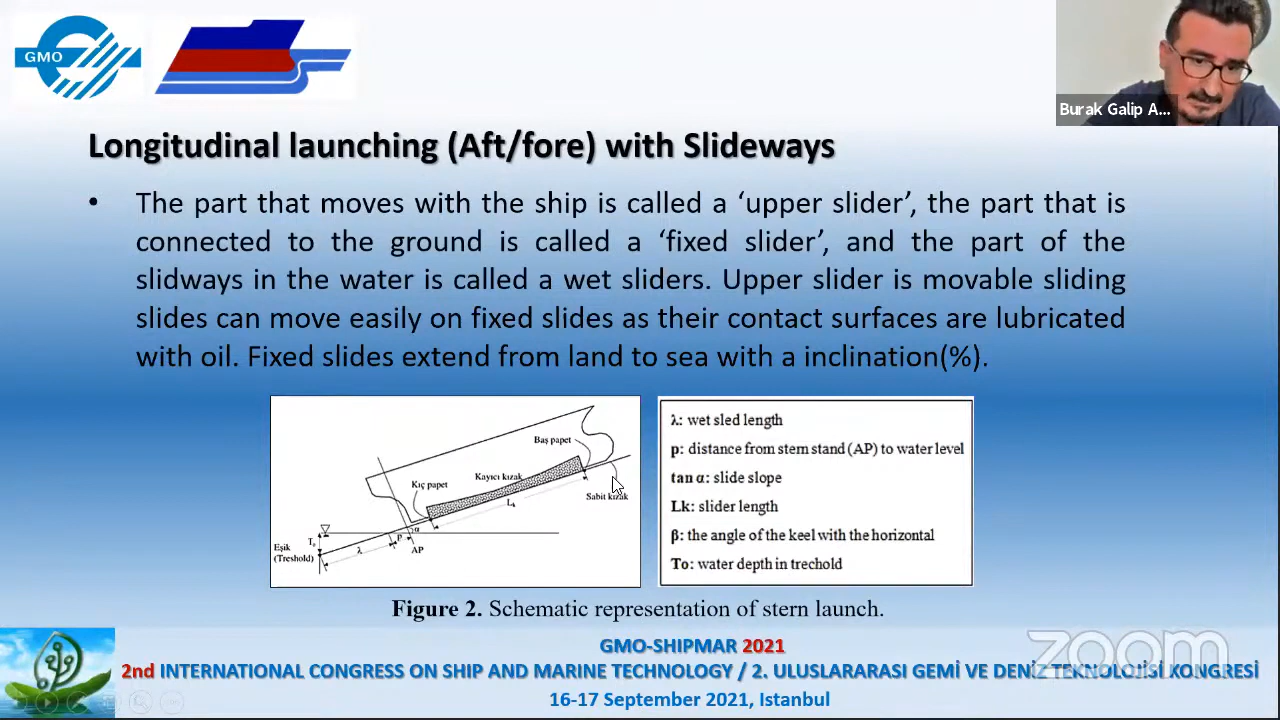 GMO
Burak Galip A...
Longitudinal launching (Aft/fore) with Slideways
• The part that moves with the ship is called a ‘upper slider’, the part that is
connected to the ground is called a ‘fixed slider’, and the part of the
slidways in the water is called a wet sliders. Upper slider is movable sliding
slides can move easily on fixed slides as their contact surfaces are lubricated
with oil. Fixed slides extend from land to sea with a inclination(%).
Baş papet
Kayıcı kızak
Kıç papet
Sabit kızak
Lk
α
p
To
λ
AP
Eşik
(Treshold)
λ: wet sled length
p: distance from stern stand (AP) to water level
tan α: slide slope
Lk: slider length
β: the angle of the keel with the horizontal
To: water depth in trechold
Figure 2. Schematic representation of stern launch.
GMO-SHIPMAR 2021
2nd INTERNATIONAL CONGRESS ON SHIP AND MARINE TECHNOLOGY / 2. ULUSLARARASI GEMİ VE DENİZ TEKNOLOJİSİ KONGRESİ
16-17 September 2021, Istanbul
zoom